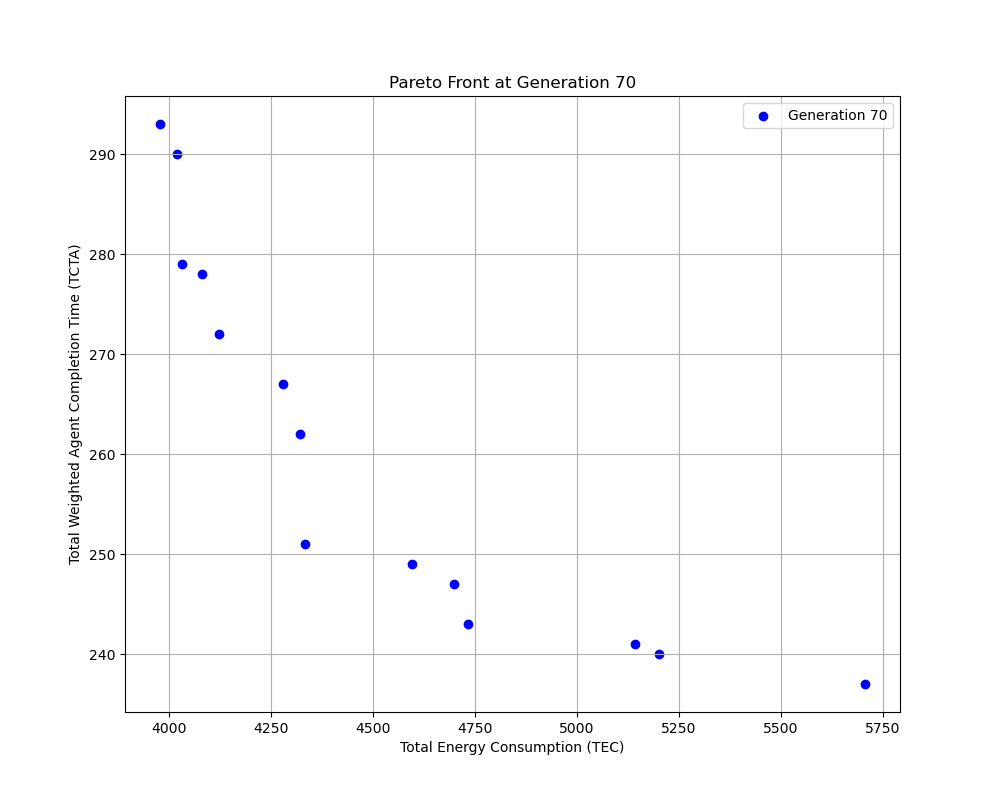 Pareto Front at Generation 70
Generation 70
Total Weighted Agent Completion Time (TCTA)
290
280
270
260
250
240
4000 4250 4500 4750 5000 5250 5500 5750
Total Energy Consumption (TEC)